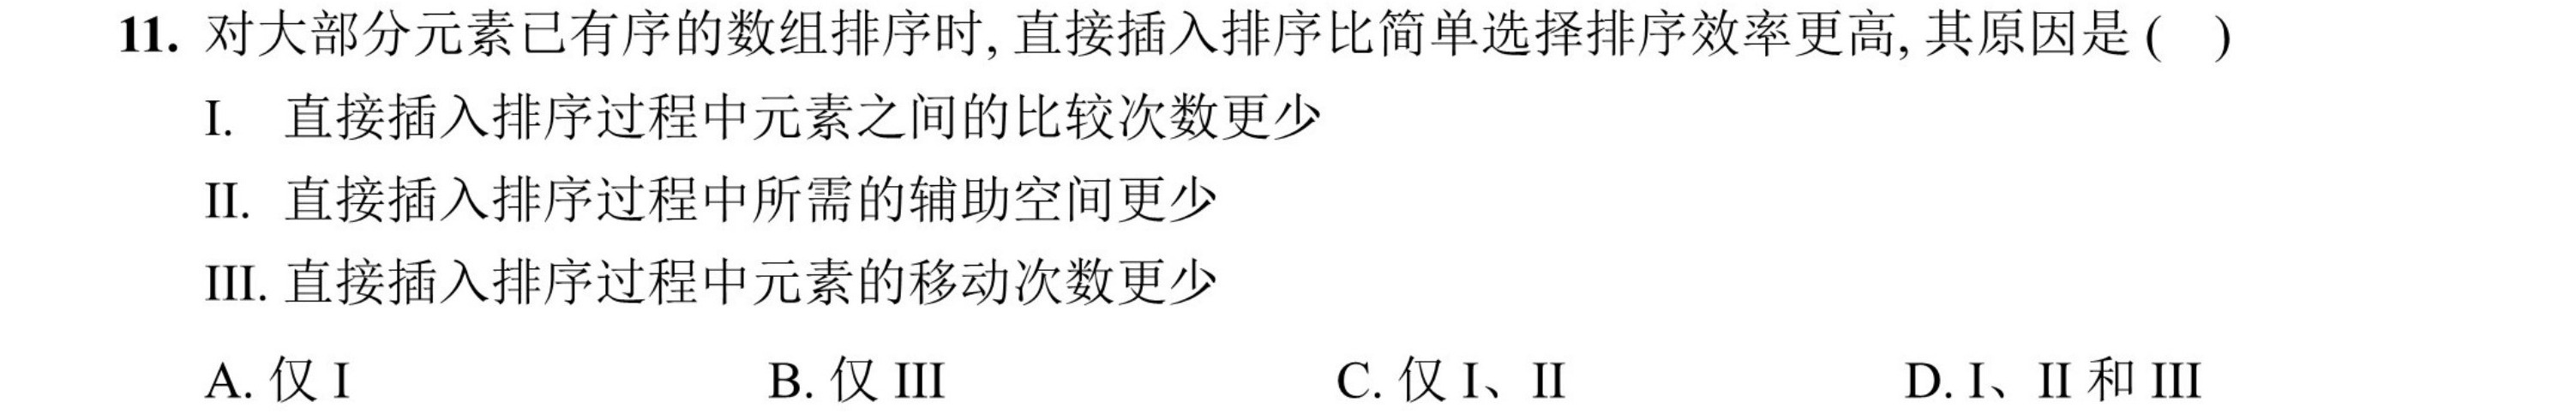 11. 对大部分元素已有序的数组排序时, 直接插入排序比简单选择排序效率更高, 其原因是 ( )
I. 直接插入排序过程中元素之间的比较次数更少
II. 直接插入排序过程中所需的辅助空间更少
III. 直接插入排序过程中元素的移动次数更少
A. 仅 I B. 仅 III C. 仅 I、II D. I、II 和 III